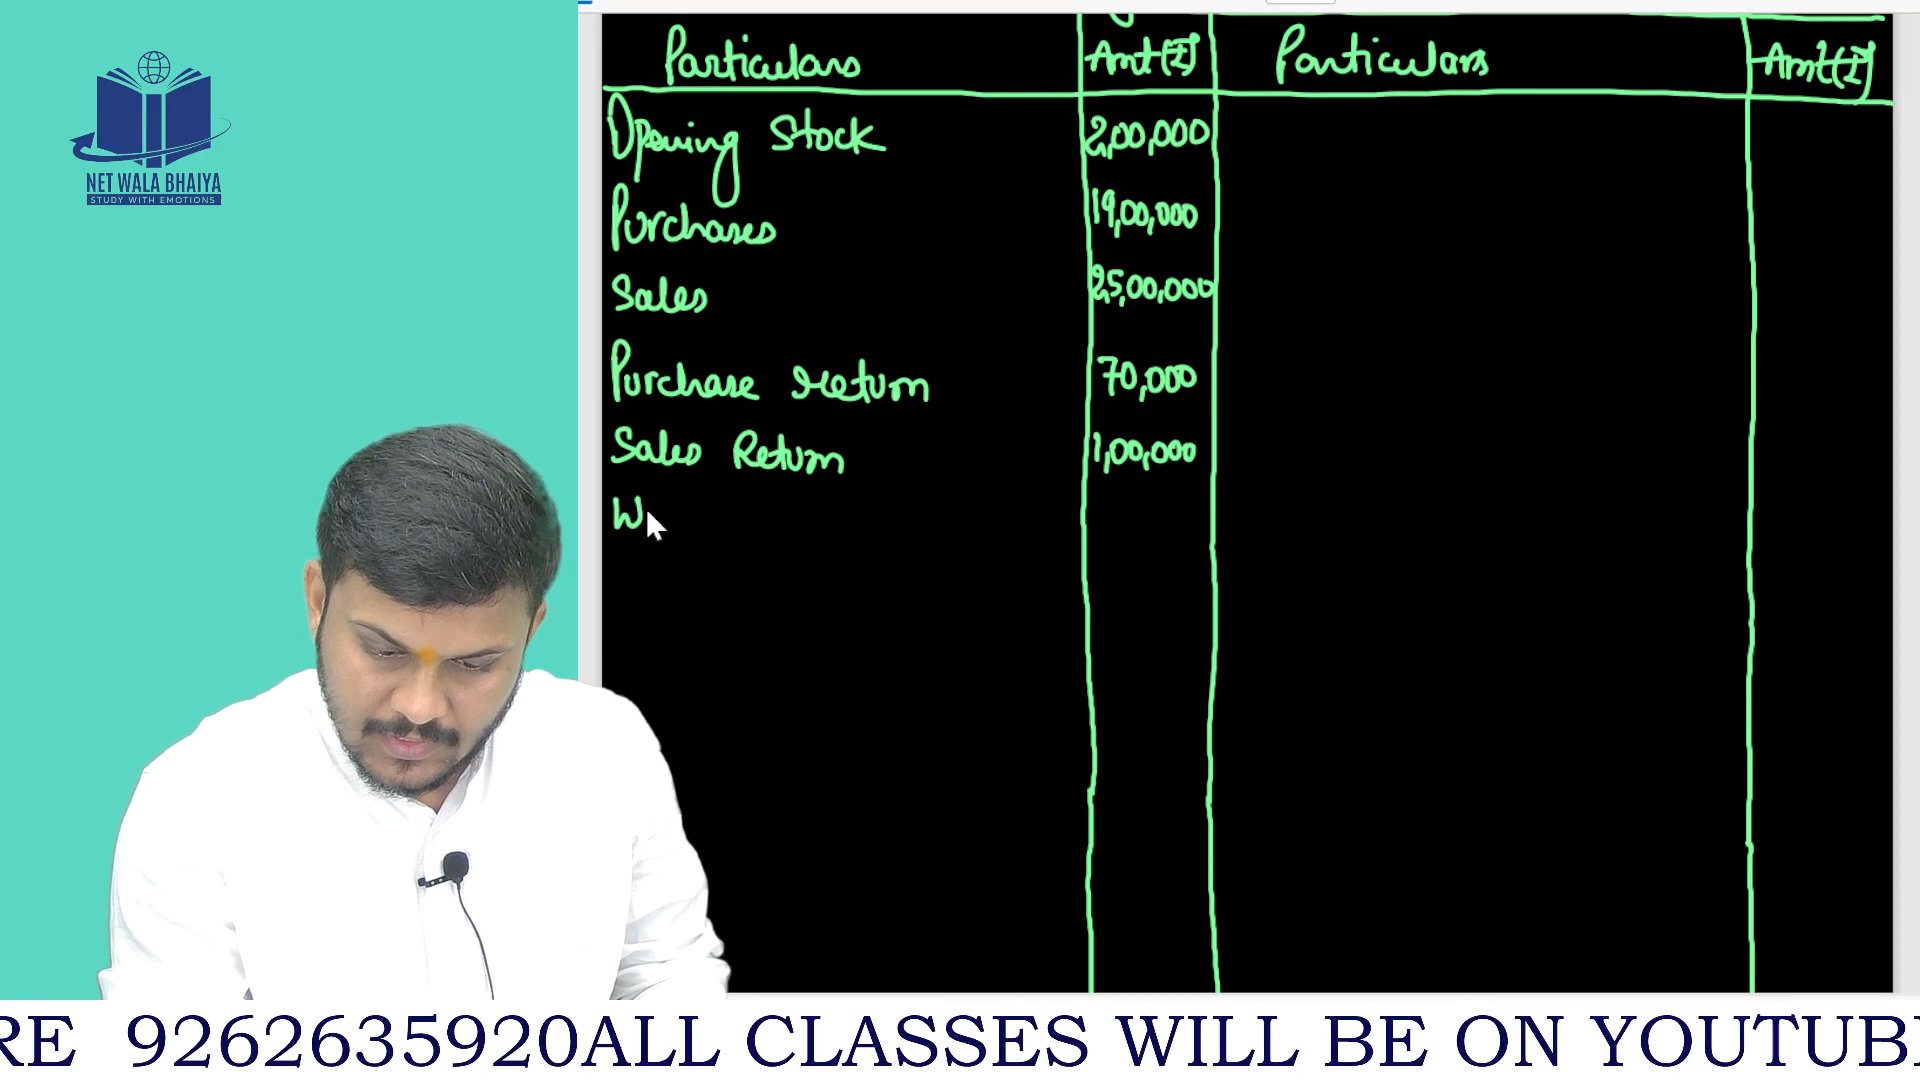 NET WALA BHAIYA
STUDY WITH EMOTIONS
Particulars Amt(₹) Particulars Amt(₹)
Opening Stock 2,00,000
Purchases 19,00,000
Sales 25,00,000
Purchase return 70,000
Sales Return 1,00,000
W
RE 9262635920ALL CLASSES WILL BE ON YOUTUB